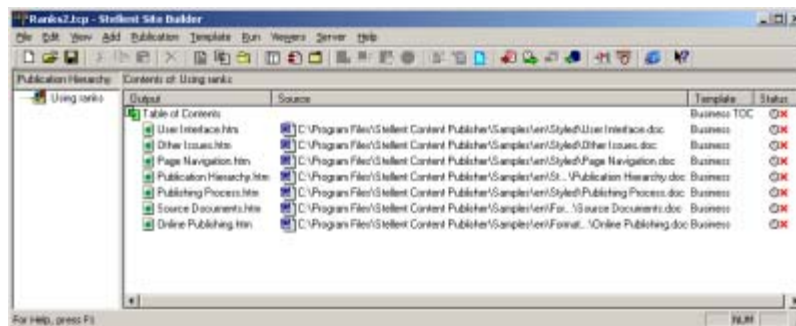 Ranks2.tcp - Stellent Site Builder
File Edit View Add Publication Template Run Viewers Server Help
Publication Hierarchy Contents of: Using ranks
Using ranks Output Source Template Status
Table of Contents Business TOC
User Interface.htm C:\Program Files\Stellent Content Publisher\Samples\en\Styled\User Interface.doc Business
Other Issues.htm C:\Program Files\Stellent Content Publisher\Samples\en\Styled\Other Issues.doc Business
Page Navigation.htm C:\Program Files\Stellent Content Publisher\Samples\en\Styled\Page Navigation.doc Business
Publication Hierarchy.htm C:\Program Files\Stellent Content Publisher\Samples\en\St...\Publication Hierarchy.doc Business
Publishing Process.htm C:\Program Files\Stellent Content Publisher\Samples\en\Styled\Publishing Process.doc Business
Source Documents.htm C:\Program Files\Stellent Content Publisher\Samples\en\For...\Source Documents.doc Business
Online Publishing.htm C:\Program Files\Stellent Content Publisher\Samples\en\Format...\Online Publishing.doc Business
For Help, press F1 NUM